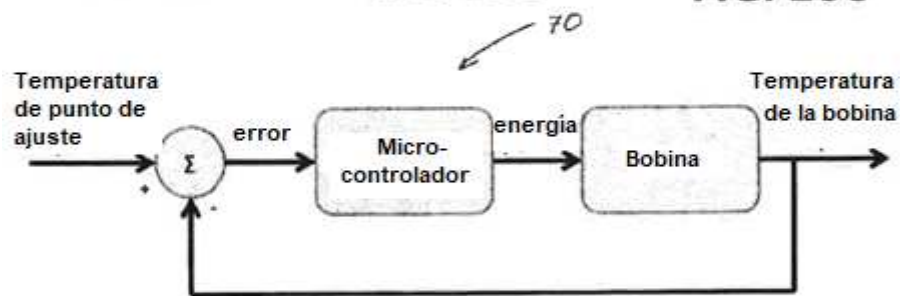 70
Temperatura
de punto de
ajuste
error
Σ
+
-
Micro-
controlador
energía
Bobina
Temperatura
de la bobina